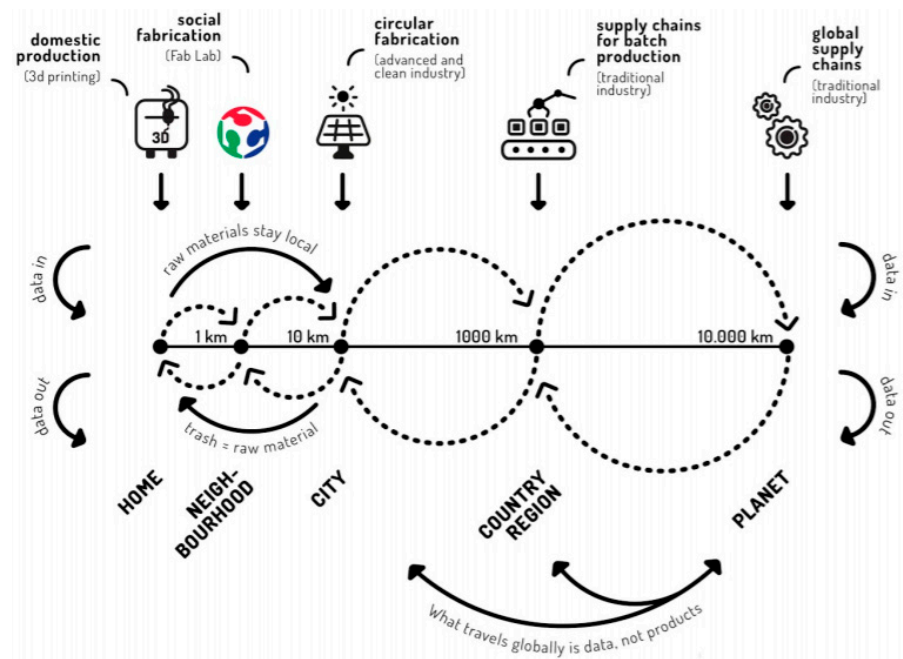 domestic
production
(3d printing)
social
fabrication
(Fab Lab)
circular
fabrication
(advanced and
clean industry)
supply chains
for batch
production
(traditional
industry)
global
supply
chains
(traditional
industry)
3D
data in
raw materials stay local
data in
1 km
10 km
1000 km
10.000 km
data out
trash = raw material
data out
HOME
NEIGH-
BOURHOOD
CITY
COUNTRY
REGION
PLANET
What travels globally is data, not products